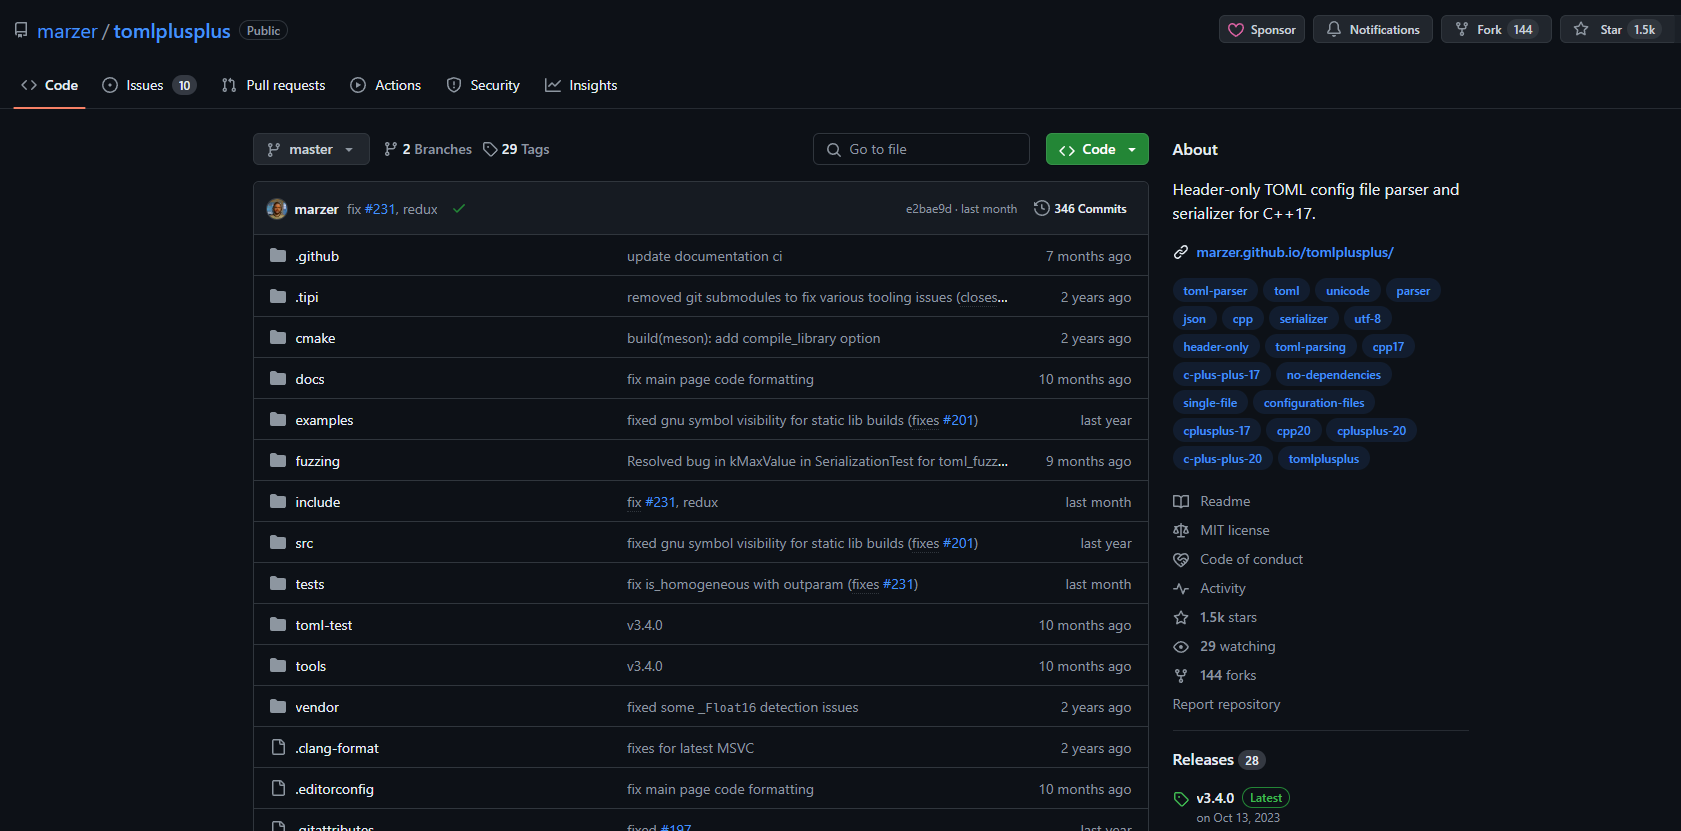 marzer / tomlplusplus Public Sponsor Notifications Fork 144 Star 1.5k
Code Issues 10 Pull requests Actions Security Insights
master 2 Branches 29 Tags Go to file Code
marzer fix #231, redux e2bae9d · last month 346 Commits
.github update documentation ci 7 months ago
.tipi removed git submodules to fix various tooling issues (closes... 2 years ago
cmake build(meson): add compile_library option 2 years ago
docs fix main page code formatting 10 months ago
examples fixed gnu symbol visibility for static lib builds (fixes #201) last year
fuzzing Resolved bug in kMaxValue in SerializationTest for toml_fuzz... 9 months ago
include fix #231, redux last month
src fixed gnu symbol visibility for static lib builds (fixes #201) last year
tests fix is_homogeneous with outparam (fixes #231) last month
toml-test v3.4.0 10 months ago
tools v3.4.0 10 months ago
vendor fixed some _Float16 detection issues 2 years ago
.clang-format fixes for latest MSVC 2 years ago
.editorconfig fix main page code formatting 10 months ago
.gitattributes fixed #197 last year
About
Header-only TOML config file parser and
serializer for C++17.
marzer.github.io/tomlplusplus/
toml-parser toml unicode parser
json cpp serializer utf-8
header-only toml-parsing cpp17
c-plus-plus-17 no-dependencies
single-file configuration-files
cplusplus-17 cpp20 cplusplus-20
c-plus-plus-20 tomlplusplus
Readme
MIT license
Code of conduct
Activity
1.5k stars
29 watching
144 forks
Report repository
Releases 28
v3.4.0 Latest
on Oct 13, 2023